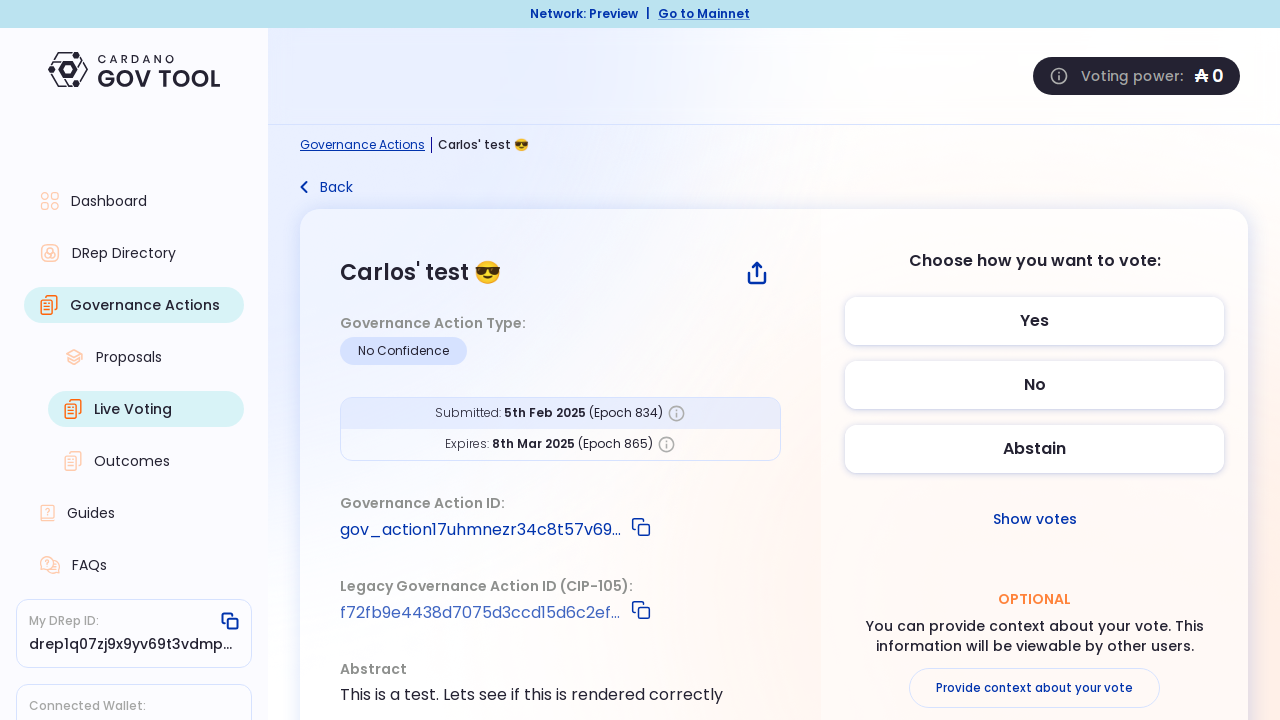 Network: Preview | Go to Mainnet
CARDANO
GOV TOOL
Voting power: ₳ 0
Governance Actions | Carlos' test 😎
Back
Dashboard
DRep Directory
Governance Actions
Proposals
Live Voting
Outcomes
Guides
FAQs
My DRep ID:
drep1q07zj9x9yv69t3vdmp...
Connected Wallet:
Carlos' test 😎
Governance Action Type:
No Confidence
Submitted: 5th Feb 2025 (Epoch 834)
Expires: 8th Mar 2025 (Epoch 865)
Governance Action ID:
gov_action17uhmnezr34c8t57v69...
Legacy Governance Action ID (CIP-105):
f72fb9e4438d7075d3ccd15d6c2ef...
Abstract
This is a test. Lets see if this is rendered correctly
Choose how you want to vote:
Yes
No
Abstain
Show votes
OPTIONAL
You can provide context about your vote. This
information will be viewable by other users.
Provide context about your vote